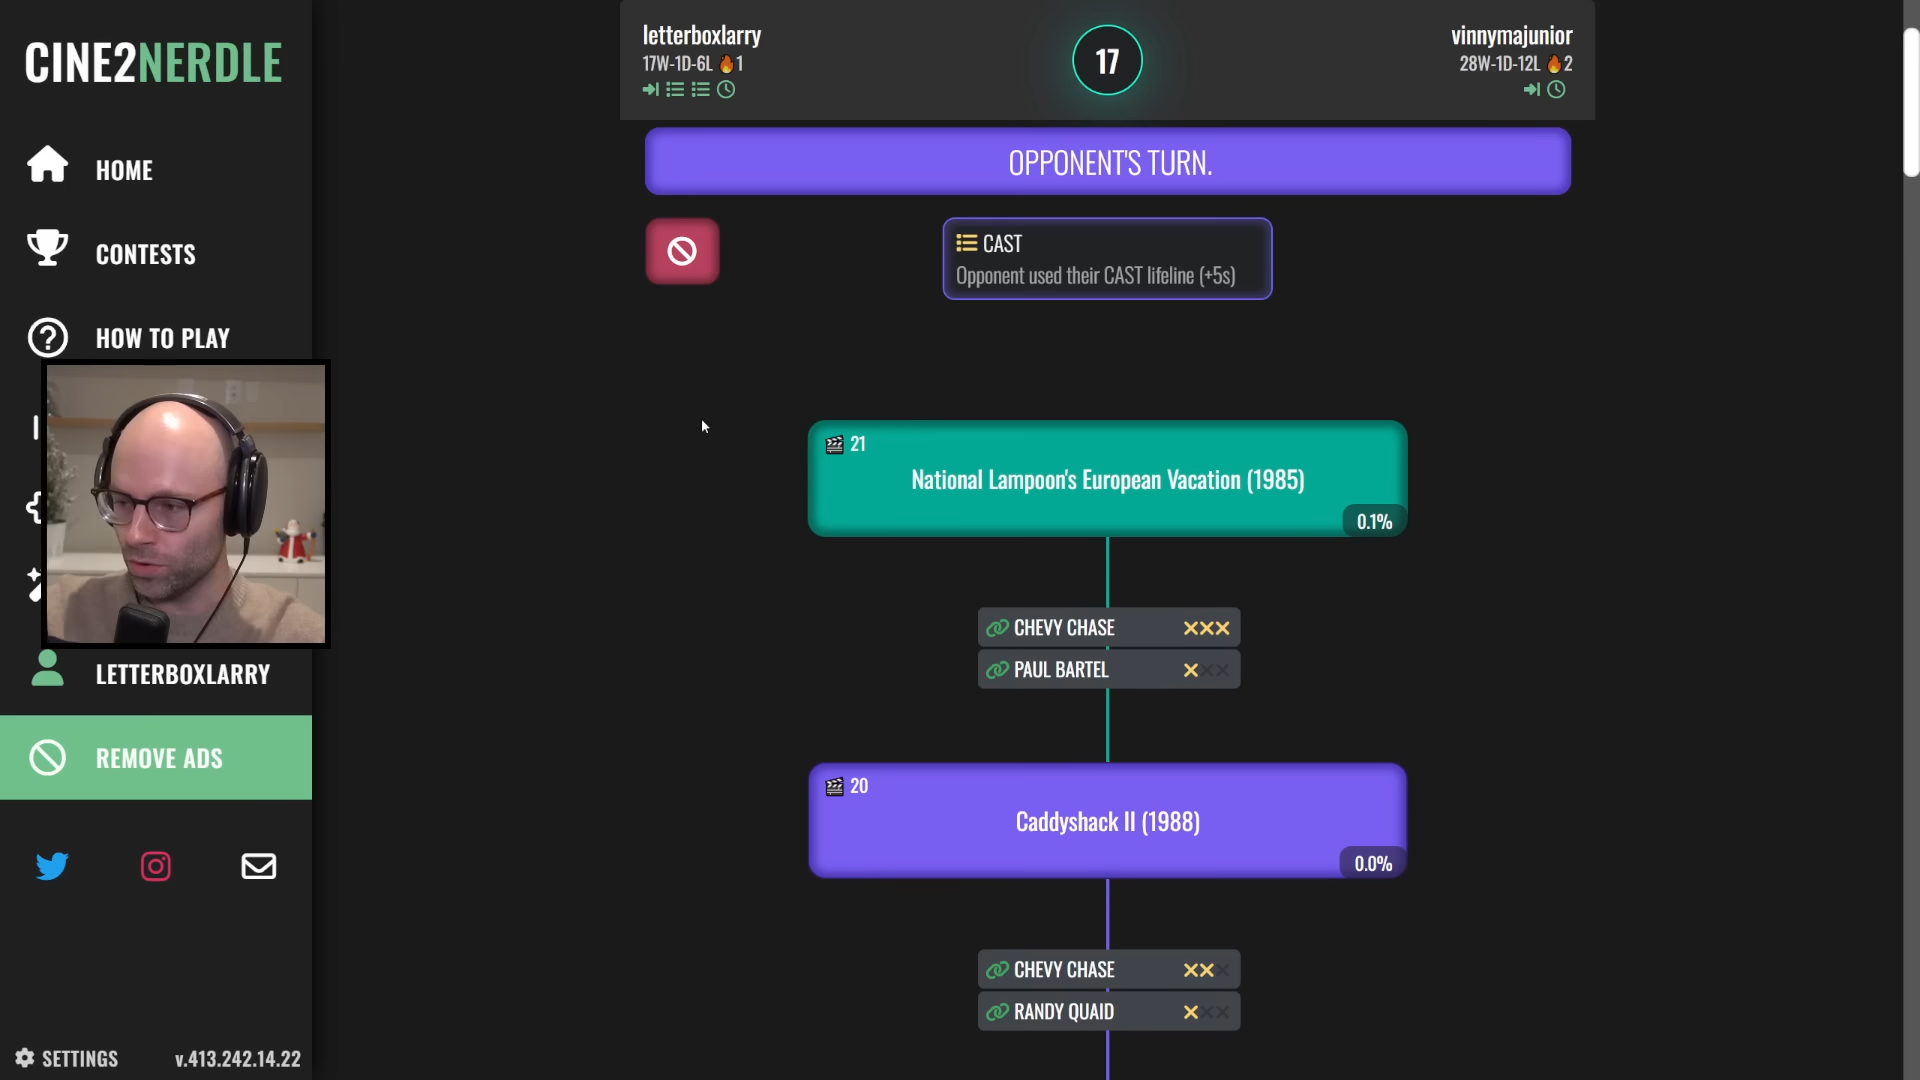 CINE2NERDLE
HOME
CONTESTS
HOW TO PLAY
LETTERBOXLARRY
REMOVE ADS
SETTINGS
v.413.242.14.22
letterboxlarry
17W-1D-6L 🔥1
17
vinnymajunior
28W-1D-12L 🔥2
OPPONENT'S TURN.
CAST
Opponent used their CAST lifeline (+5s)
21
National Lampoon's European Vacation (1985)
0.1%
CHEVY CHASE
PAUL BARTEL
20
Caddyshack II (1988)
0.0%
CHEVY CHASE
RANDY QUAID